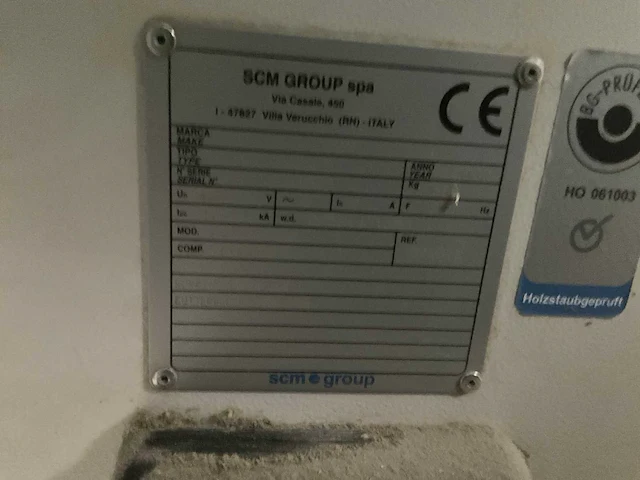 SCM GROUP spa
Via Casale, 450
I - 47827 Villa Verucchio (RN) - ITALY
CE
MARCA
MAKE
TIPO
TYPE
N° SERIE
SERIAL N°
ANNO
YEAR
Kg
V ~ A F Hz
kA w.d.
MOD.
REF.
COMP.
scm group
BG-PRÜF
HO 061003
Holzstaubgeprüft